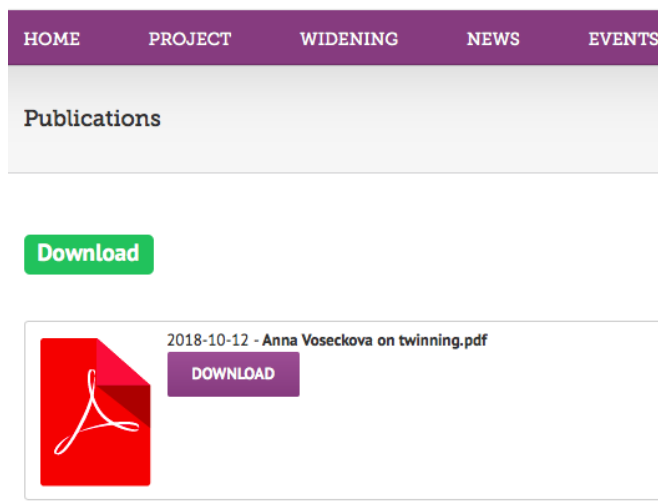 HOME PROJECT WIDENING NEWS EVENTS
Publications
Download
2018-10-12 - Anna Voseckova on twinning.pdf
DOWNLOAD